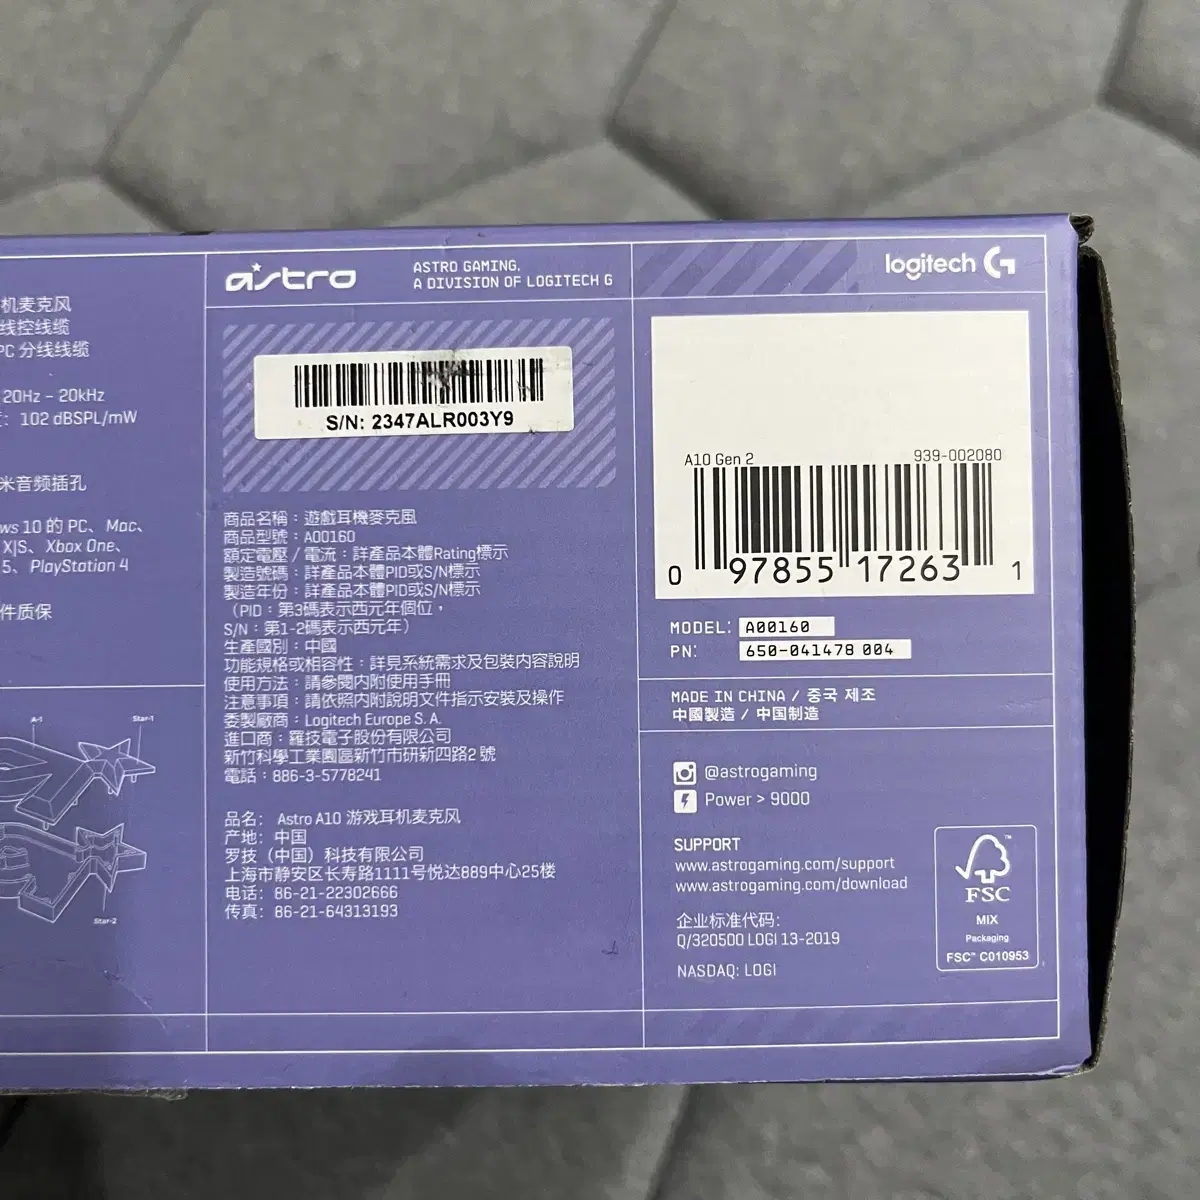 机麦克风
线控线缆
PC 分线线缆
20Hz - 20kHz
102 dBSPL/mW
米音频插孔
ws 10 的 PC、Mac、
X|S、Xbox One、
5、PlayStation 4
件质保
A-1
Star-1
Star-2
astro
ASTRO GAMING.
A DIVISION OF LOGITECH G
S/N: 2347ALR003Y9
商品名稱：遊戲耳機麥克風
商品型號：A00160
額定電壓 / 電流：詳產品本體Rating標示
製造號碼：詳產品本體PID或S/N標示
製造年份：詳產品本體PID或S/N標示
（PID：第3碼表示西元年個位，
S/N：第1-2碼表示西元年）
生產國別：中國
功能規格或相容性：詳見系統需求及包裝內容說明
使用方法：請參閱内附使用手冊
注意事項：請依照內附說明文件指示安裝及操作
委製廠商：Logitech Europe S.A.
進口商：羅技電子股份有限公司
新竹科學工業園區新竹市研新四路2 號
電話：886-3-5778241
品名： Astro A10 游戏耳机麦克风
产地： 中国
罗技（中国）科技有限公司
上海市静安区长寿路1111号悦达889中心25楼
电话： 86-21-22302666
传真： 86-21-64313193
logitech G
A10 Gen 2 939-002080
0 97855 17263 1
MODEL: A00160
PN: 650-041478 004
MADE IN CHINA / 중국 제조
中國製造 / 中国制造
@astrogaming
Power > 9000
SUPPORT
www.astrogaming.com/support
www.astrogaming.com/download
企业标准代码：
Q/320500 LOGI 13-2019
NASDAQ: LOGI
FSC
MIX
Packaging
FSC™ C010953